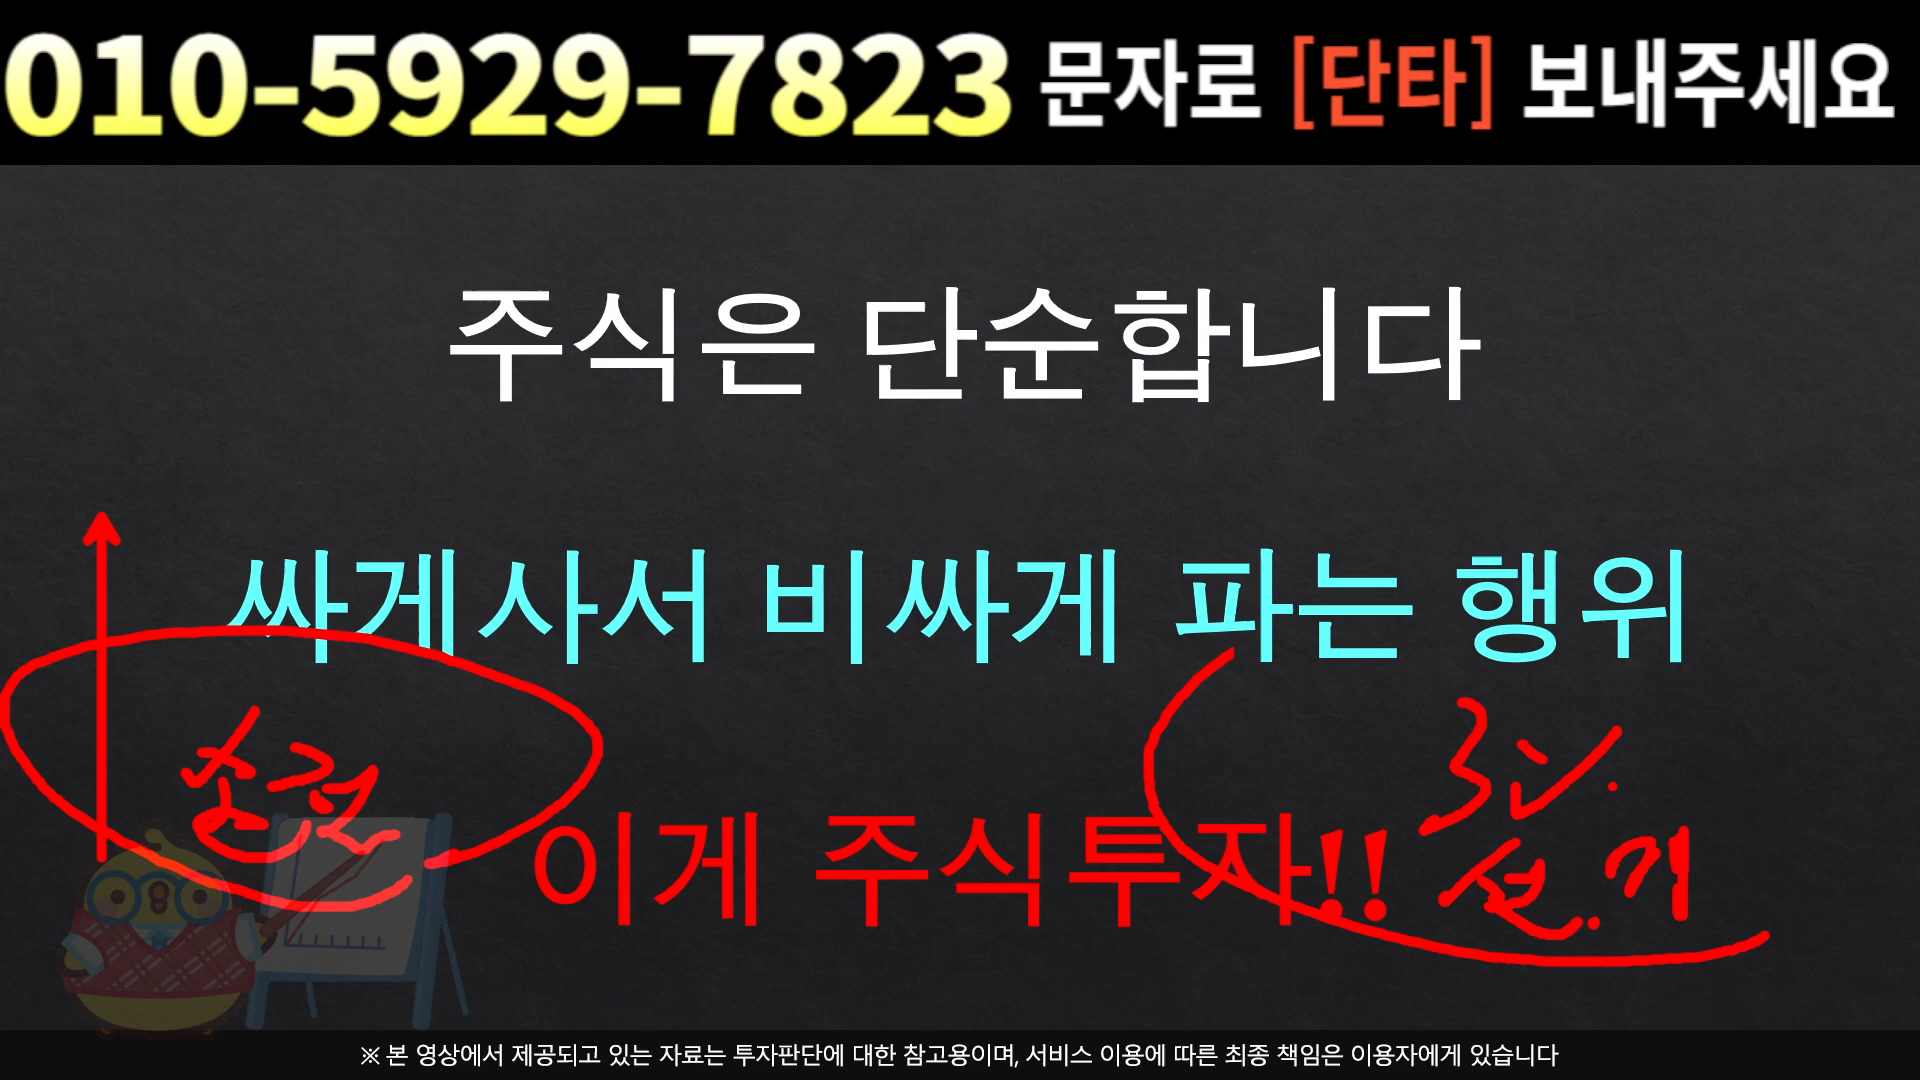 010-5929-7823 문자로 [단타] 보내주세요
주식은 단순합니다
싸게사서 비싸게 파는 행위
손절
3%
이게 주식투자!!
※ 본 영상에서 제공되고 있는 자료는 투자판단에 대한 참고용이며, 서비스 이용에 따른 최종 책임은 이용자에게 있습니다